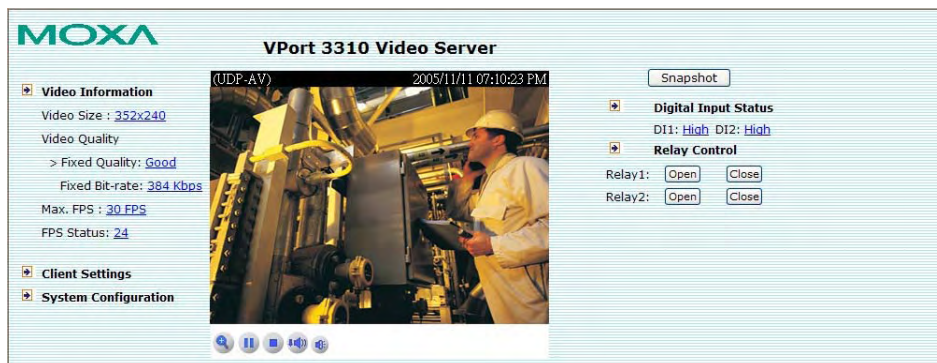 MOXA
VPort 3310 Video Server
Video Information
Video Size : 352x240
Video Quality
> Fixed Quality: Good
Fixed Bit-rate: 384 Kbps
Max. FPS : 30 FPS
FPS Status: 24
Client Settings
System Configuration
(UDP-AV) 2005/11/11 07:10:23 PM
Snapshot
Digital Input Status
DI1: High DI2: High
Relay Control
Relay1: Open Close
Relay2: Open Close